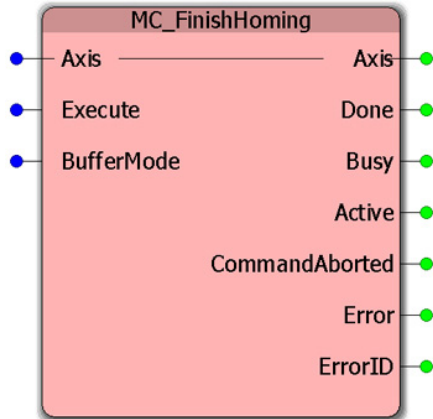 MC_FinishHoming
Axis Axis
Execute Done
BufferMode Busy
Active
CommandAborted
Error
ErrorID